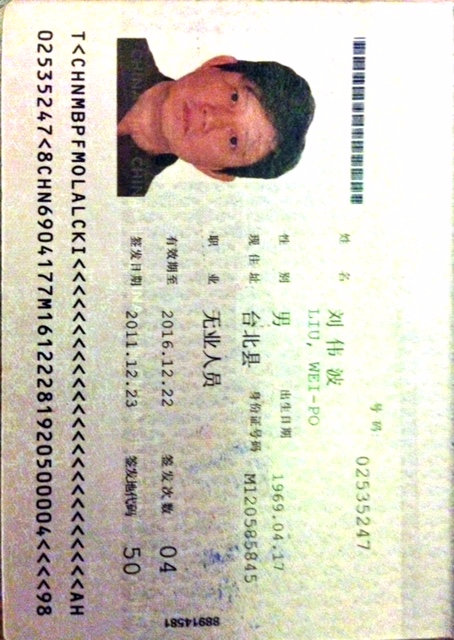 号码 02535247
姓名 刘伟波
LIU, WEI-PO
性别 男 出生日期 1969.04.17
现住址 台北县 身份证号码 M120585845
职业 无业人员
有效期至 2016.12.22 签发次数 04
签发日期 2011.12.23 签发地代码 50
88914581
T<CHNMBPFMOLALCKI<<<<<<<<<<<<<<<<<<<<<<<<<AH
02535247<8CHN6904177M16122281920500004<<<<98